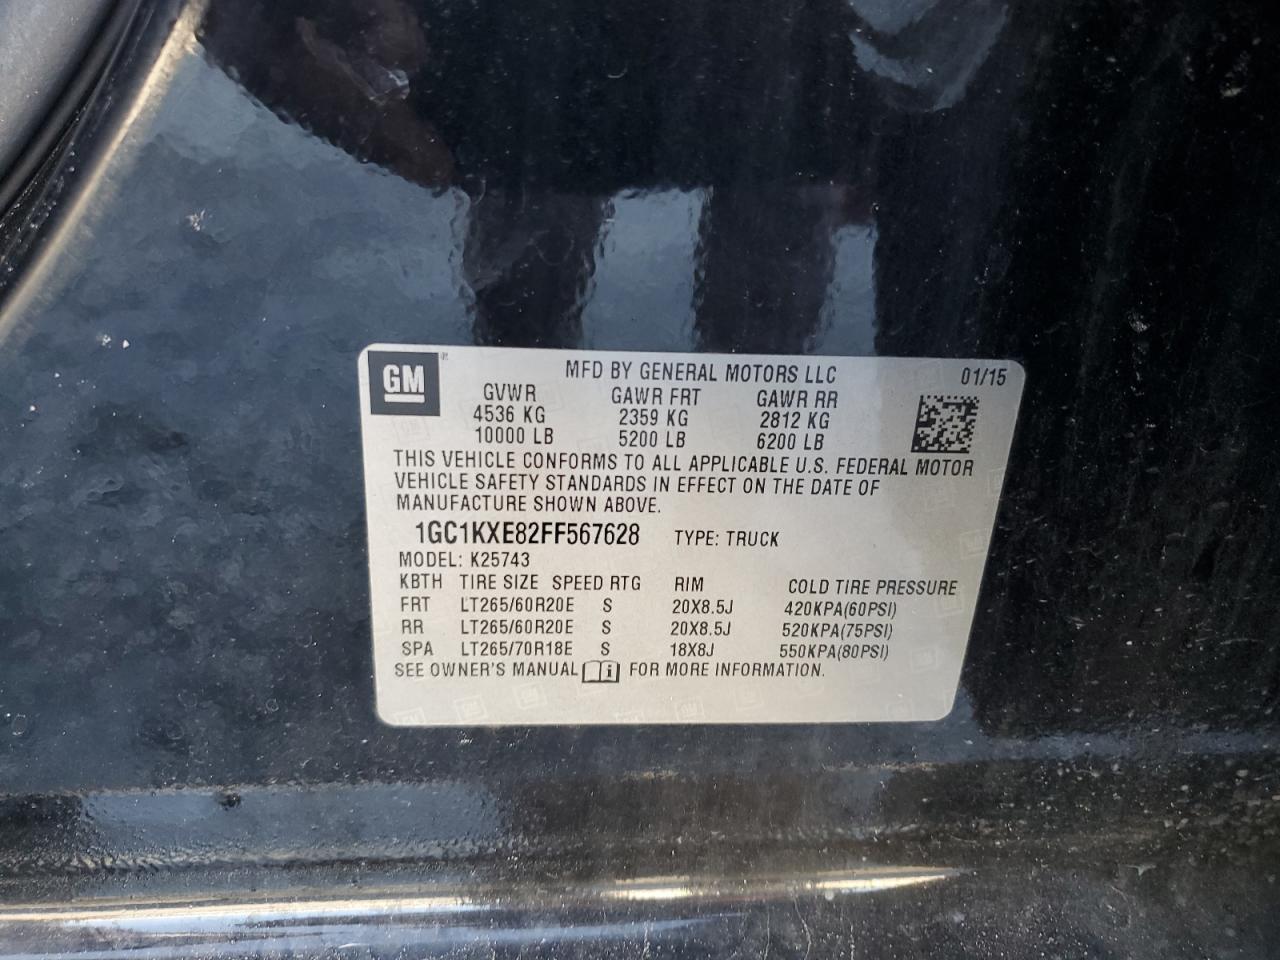 GM
MFD BY GENERAL MOTORS LLC 01/15
GVWR GAWR FRT GAWR RR
4536 KG 2359 KG 2812 KG
10000 LB 5200 LB 6200 LB
THIS VEHICLE CONFORMS TO ALL APPLICABLE U.S. FEDERAL MOTOR
VEHICLE SAFETY STANDARDS IN EFFECT ON THE DATE OF
MANUFACTURE SHOWN ABOVE.
1GC1KXE82FF567628 TYPE: TRUCK
MODEL: K25743
KBTH TIRE SIZE SPEED RTG RIM COLD TIRE PRESSURE
FRT LT265/60R20E S 20X8.5J 420KPA(60PSI)
RR LT265/60R20E S 20X8.5J 520KPA(75PSI)
SPA LT265/70R18E S 18X8J 550KPA(80PSI)
SEE OWNER'S MANUAL i FOR MORE INFORMATION.